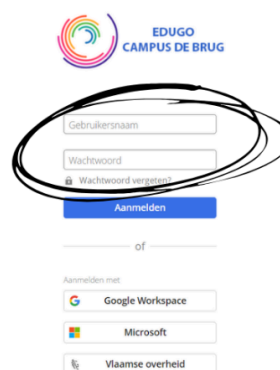 EDUGO
CAMPUS DE BRUG
Gebruikersnaam
Wachtwoord
Wachtwoord vergeten?
Aanmelden
of
Aanmelden met
Google Workspace
Microsoft
Vlaamse overheid